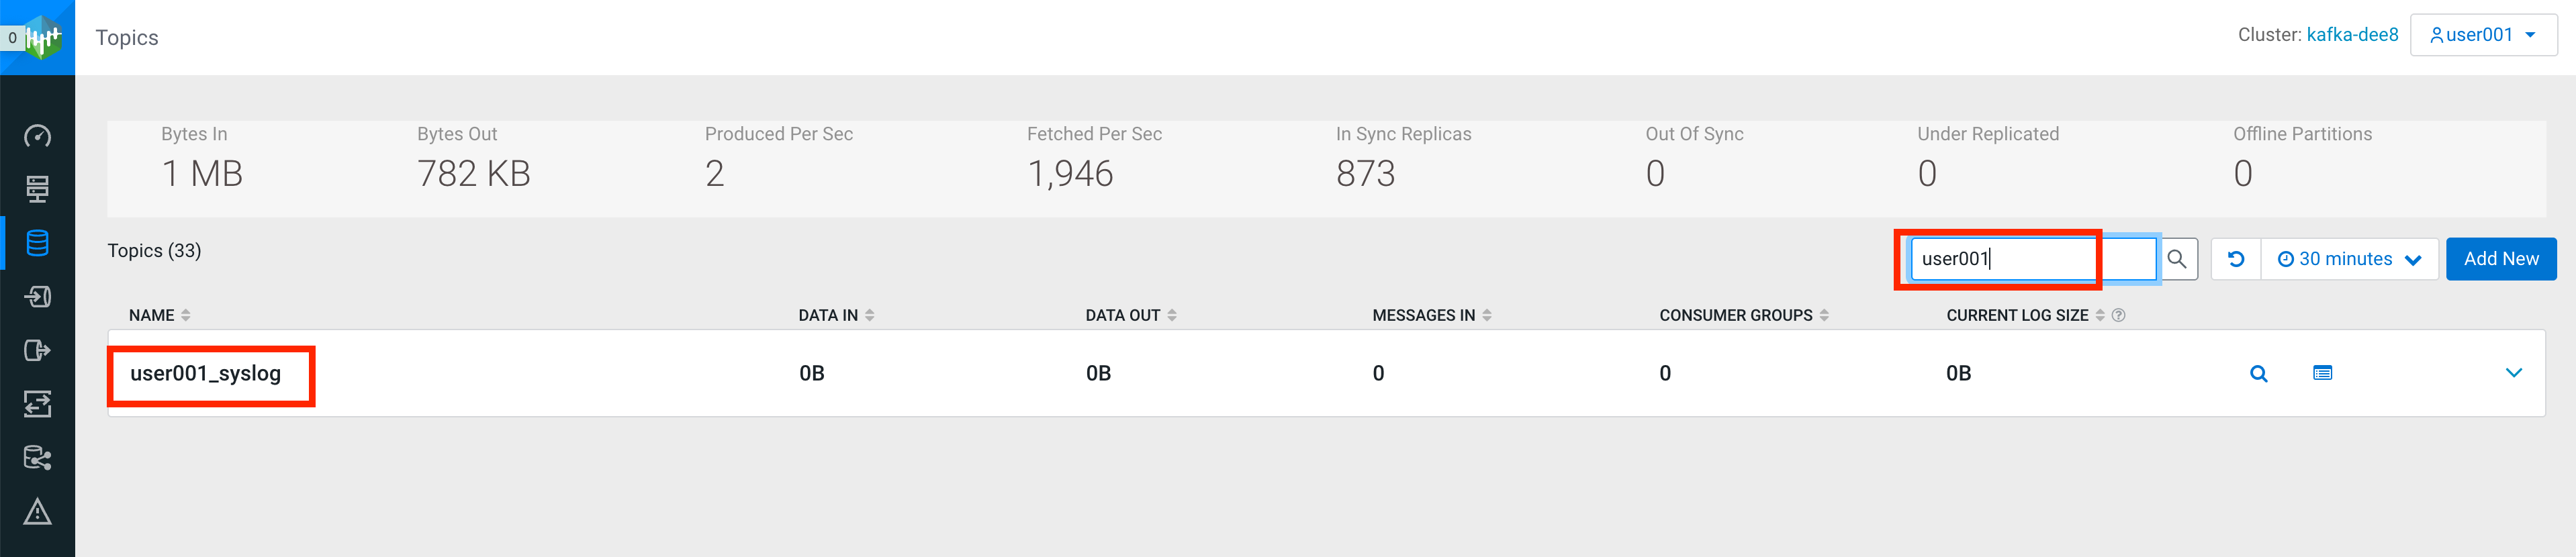 0
Topics
Cluster: kafka-dee8 user001
Bytes In Bytes Out Produced Per Sec Fetched Per Sec In Sync Replicas Out Of Sync Under Replicated Offline Partitions
1 MB 782 KB 2 1,946 873 0 0 0
Topics (33) user001 30 minutes Add New
NAME DATA IN DATA OUT MESSAGES IN CONSUMER GROUPS CURRENT LOG SIZE ?
user001_syslog 0B 0B 0 0 0B